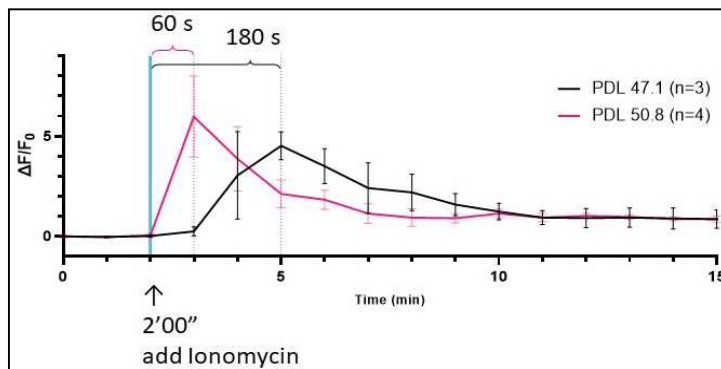 60 s
180 s
PDL 47.1 (n=3)
PDL 50.8 (n=4)
ΔF/F₀
5
0
0
5
10
15
Time (min)
↑
2’00”
add Ionomycin